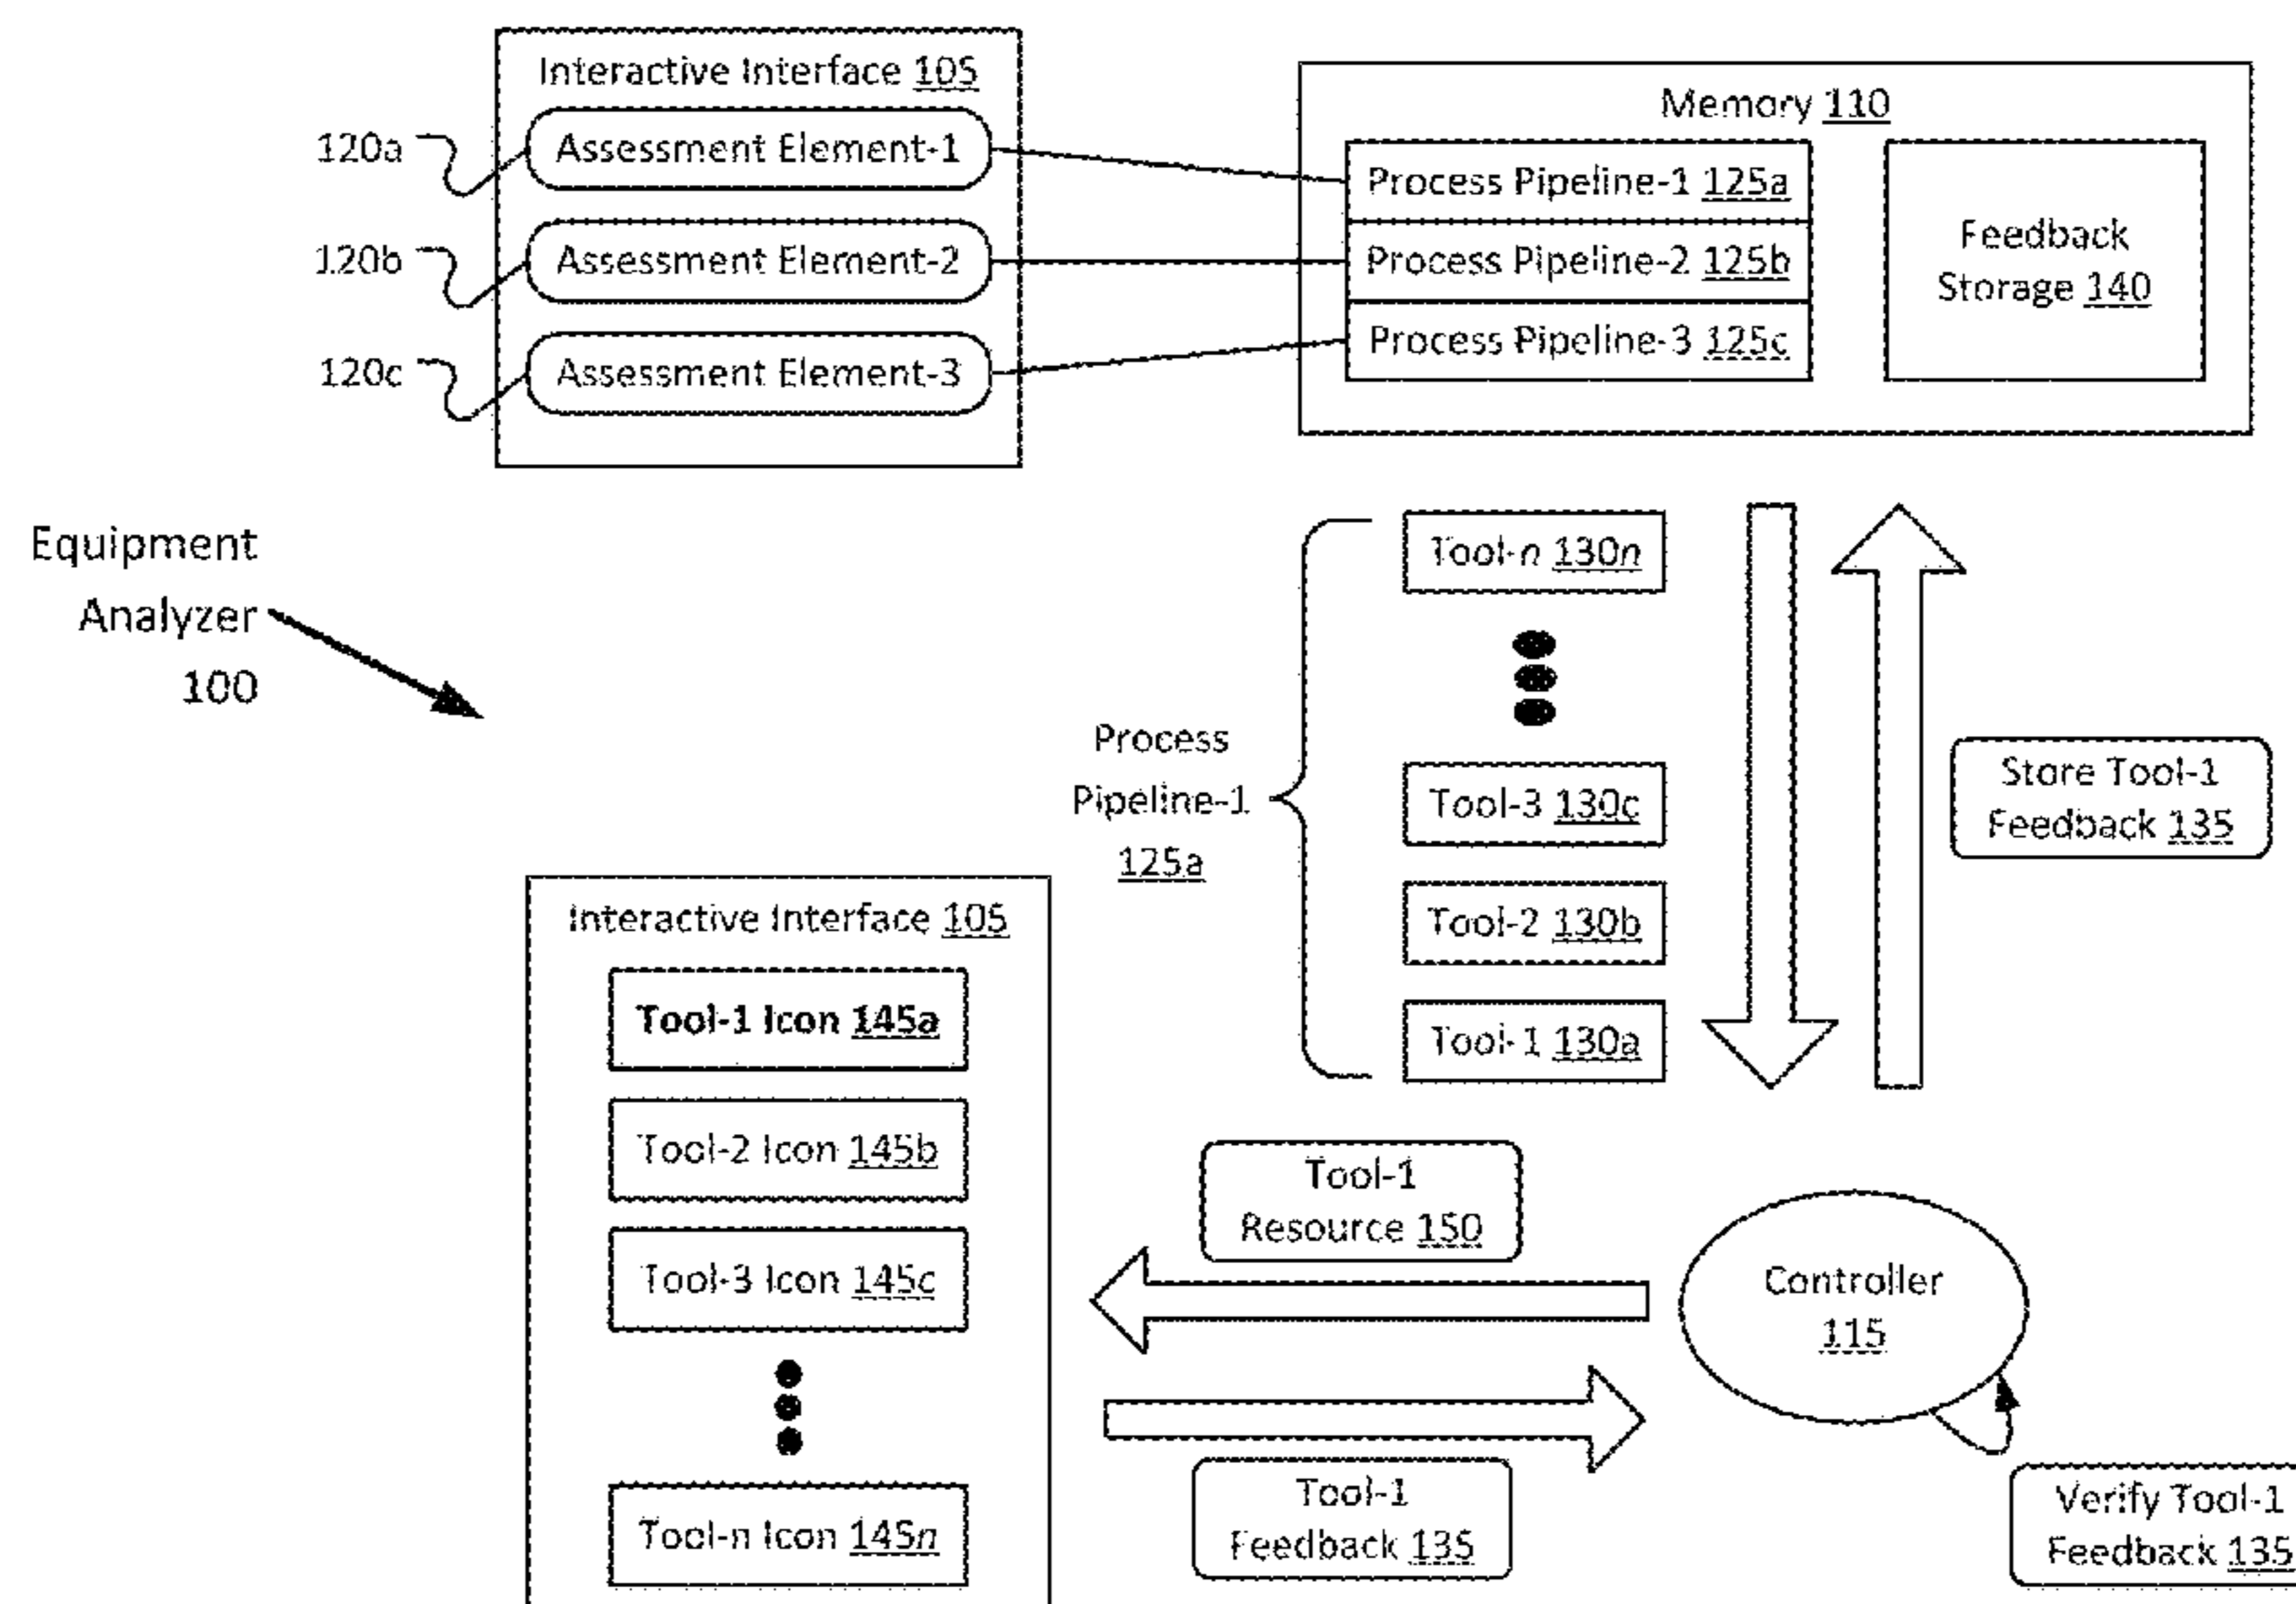 Interactive Interface 105
120a
Assessment Element-1
120b
Assessment Element-2
120c
Assessment Element-3
Memory 110
Process Pipeline-1 125a
Process Pipeline-2 125b
Process Pipeline-3 125c
Feedback
Storage 140
Equipment
Analyzer
100
Process
Pipeline-1
125a
Tool-n 130n
Tool-3 130c
Tool-2 130b
Tool-1 130a
Store Tool-1
Feedback 135
Interactive Interface 105
Tool-1 Icon 145a
Tool-2 Icon 145b
Tool-3 Icon 145c
Tool-n Icon 145n
Tool-1
Resource 150
Tool-1
Feedback 135
Controller
115
Verify Tool-1
Feedback 135